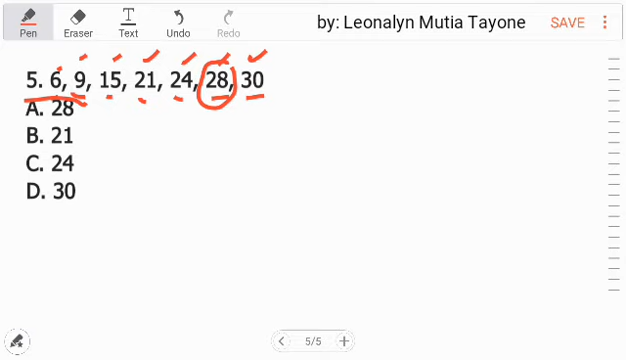 by: Leonalyn Mutia Tayone
SAVE
Pen
Eraser
Text
Undo
Redo
5. 6, 9, 15, 21, 24, 28, 30
A. 28
B. 21
C. 24
D. 30
5/5